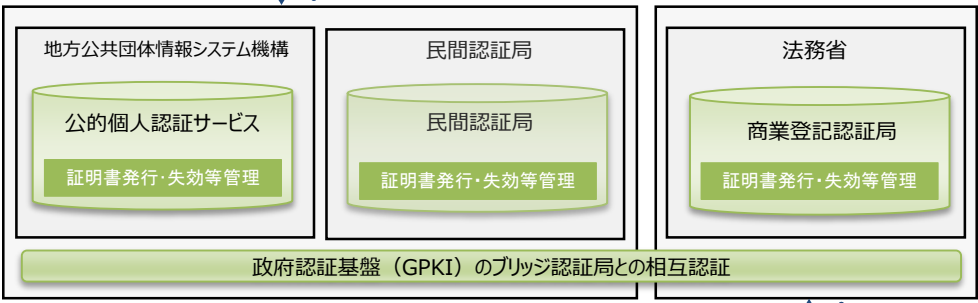 地方公共団体情報システム機構
公的個人認証サービス
証明書発行･失効等管理
民間認証局
民間認証局
証明書発行・失効等管理
法務省
商業登記認証局
証明書発行・失効等管理
政府認証基盤（GPKI）のブリッジ認証局との相互認証